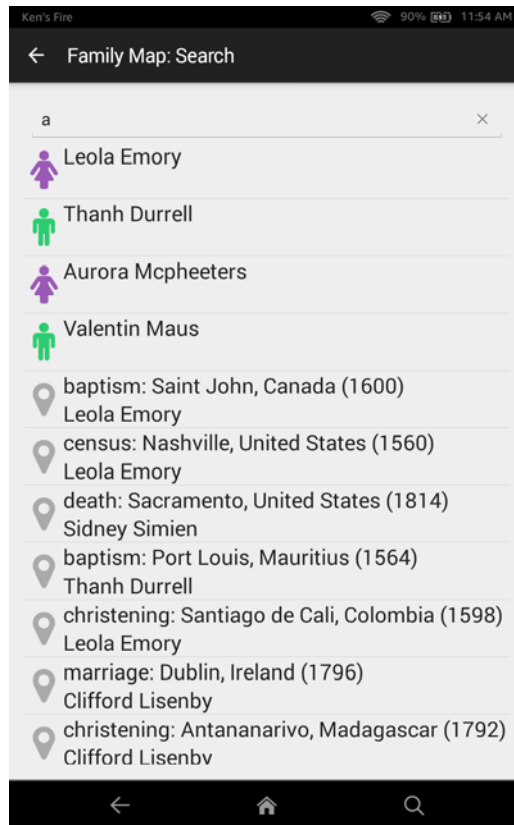 Ken's Fire 90% 11:54 AM
Family Map: Search
a
Leola Emory
Thanh Durrell
Aurora Mcpheeters
Valentin Maus
baptism: Saint John, Canada (1600)
Leola Emory
census: Nashville, United States (1560)
Leola Emory
death: Sacramento, United States (1814)
Sidney Simien
baptism: Port Louis, Mauritius (1564)
Thanh Durrell
christening: Santiago de Cali, Colombia (1598)
Leola Emory
marriage: Dublin, Ireland (1796)
Clifford Lisenby
christening: Antananarivo, Madagascar (1792)
Clifford Lisenby